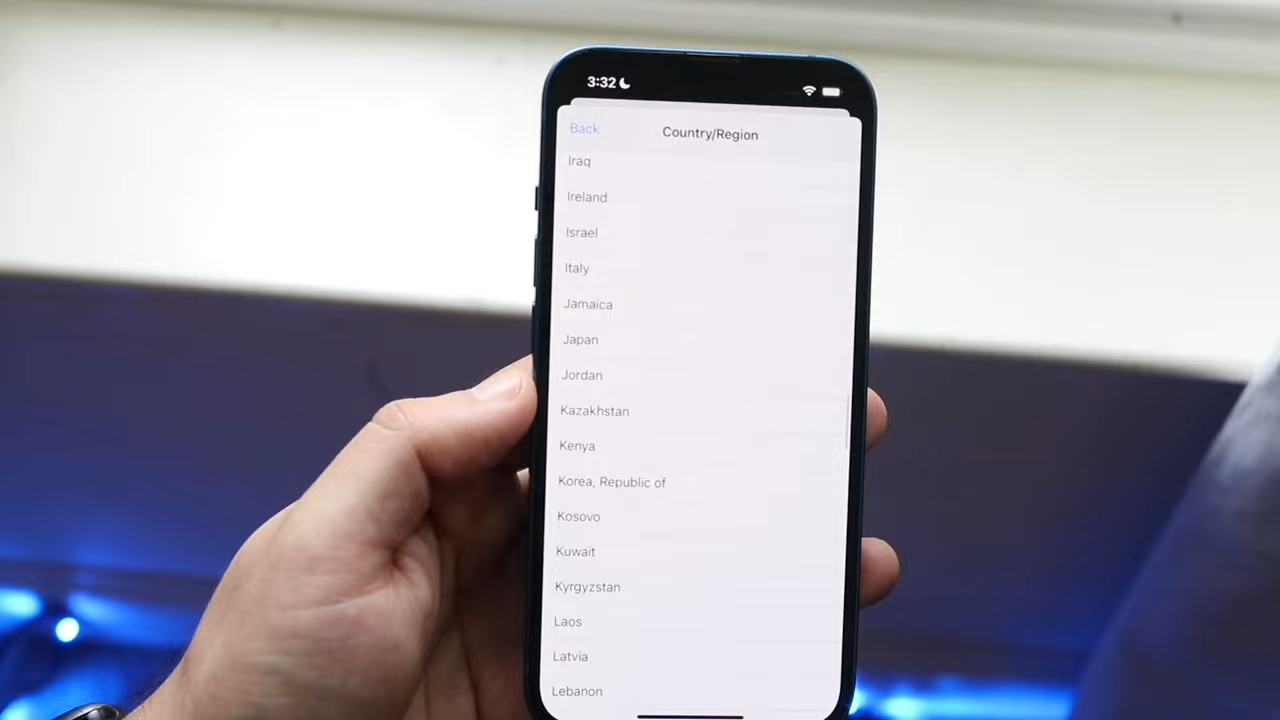 3:32
Back
Country/Region
Iraq
Ireland
Israel
Italy
Jamaica
Japan
Jordan
Kazakhstan
Kenya
Korea, Republic of
Kosovo
Kuwait
Kyrgyzstan
Laos
Latvia
Lebanon